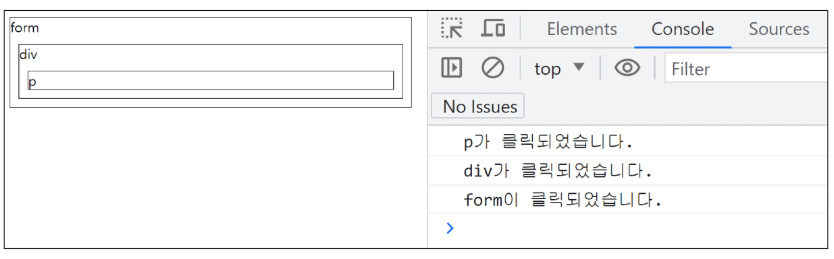 form
div
p
Elements Console Sources
top Filter
No Issues
p가 클릭되었습니다.
div가 클릭되었습니다.
form이 클릭되었습니다.